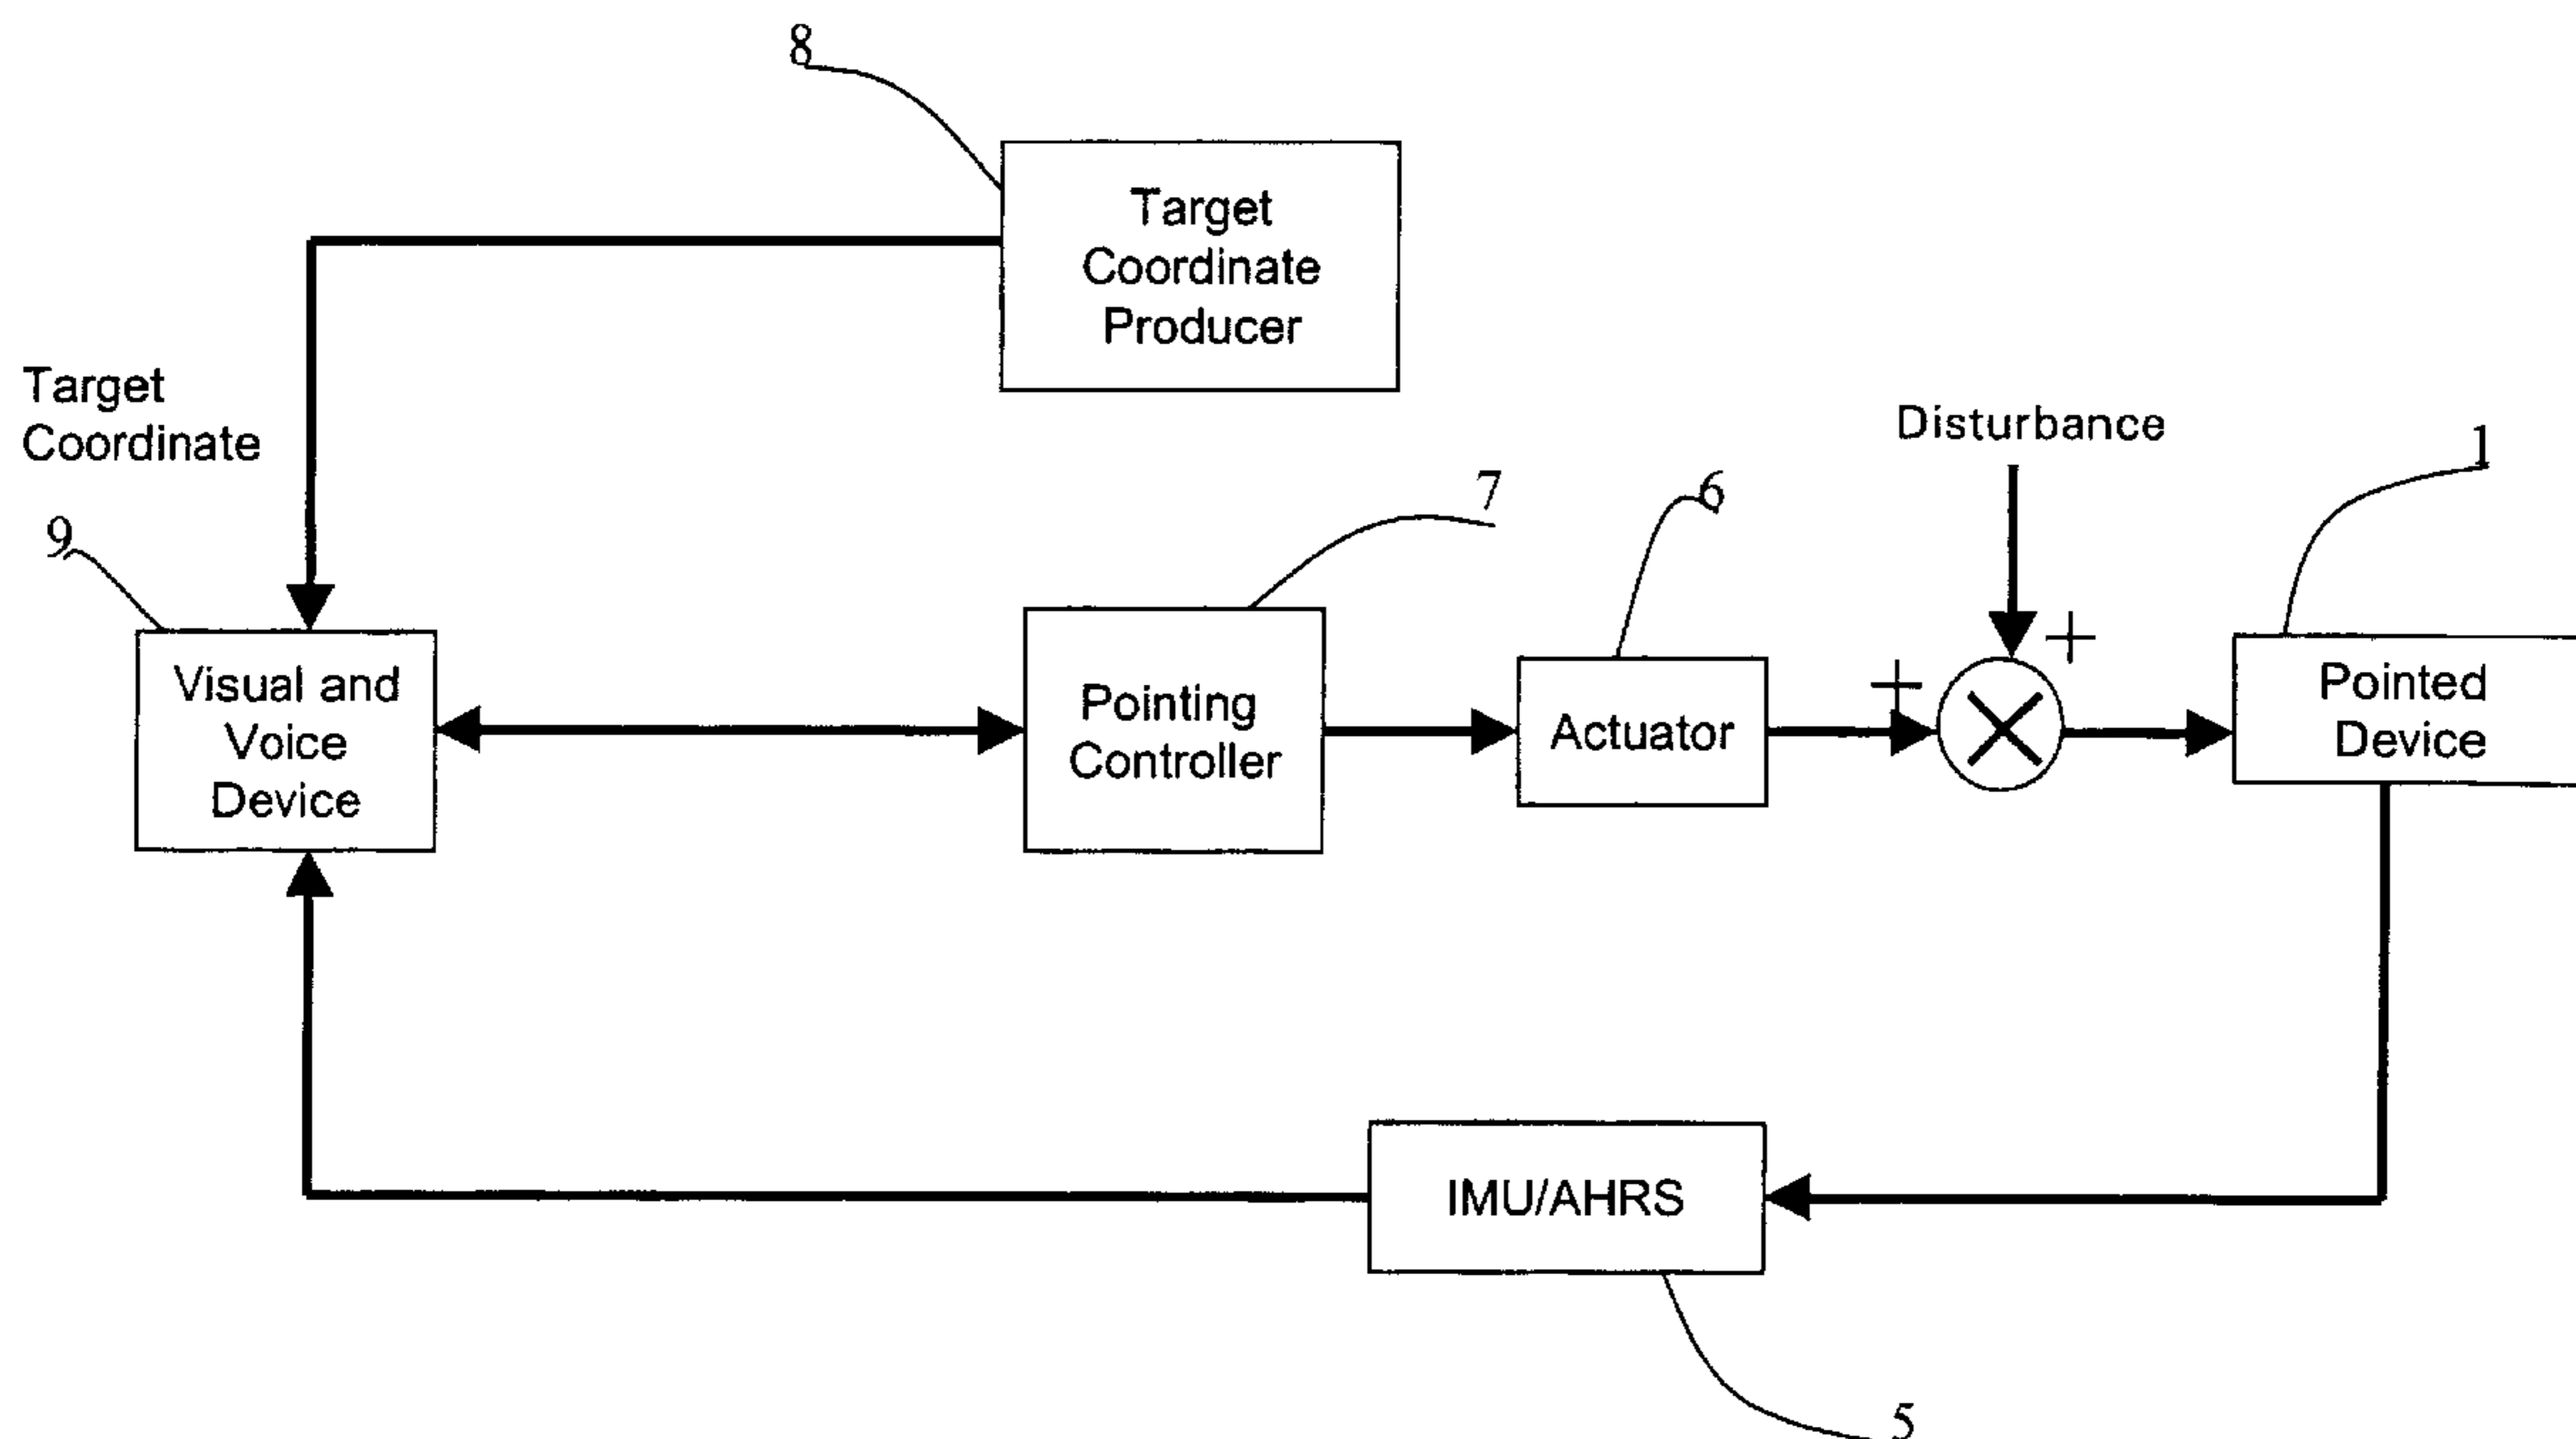 8
Target
Coordinate
Producer
Target
Coordinate
Disturbance
1
7
6
9
+
+
Visual and
Voice
Device
Pointing
Controller
Actuator
Pointed
Device
IMU/AHRS
5